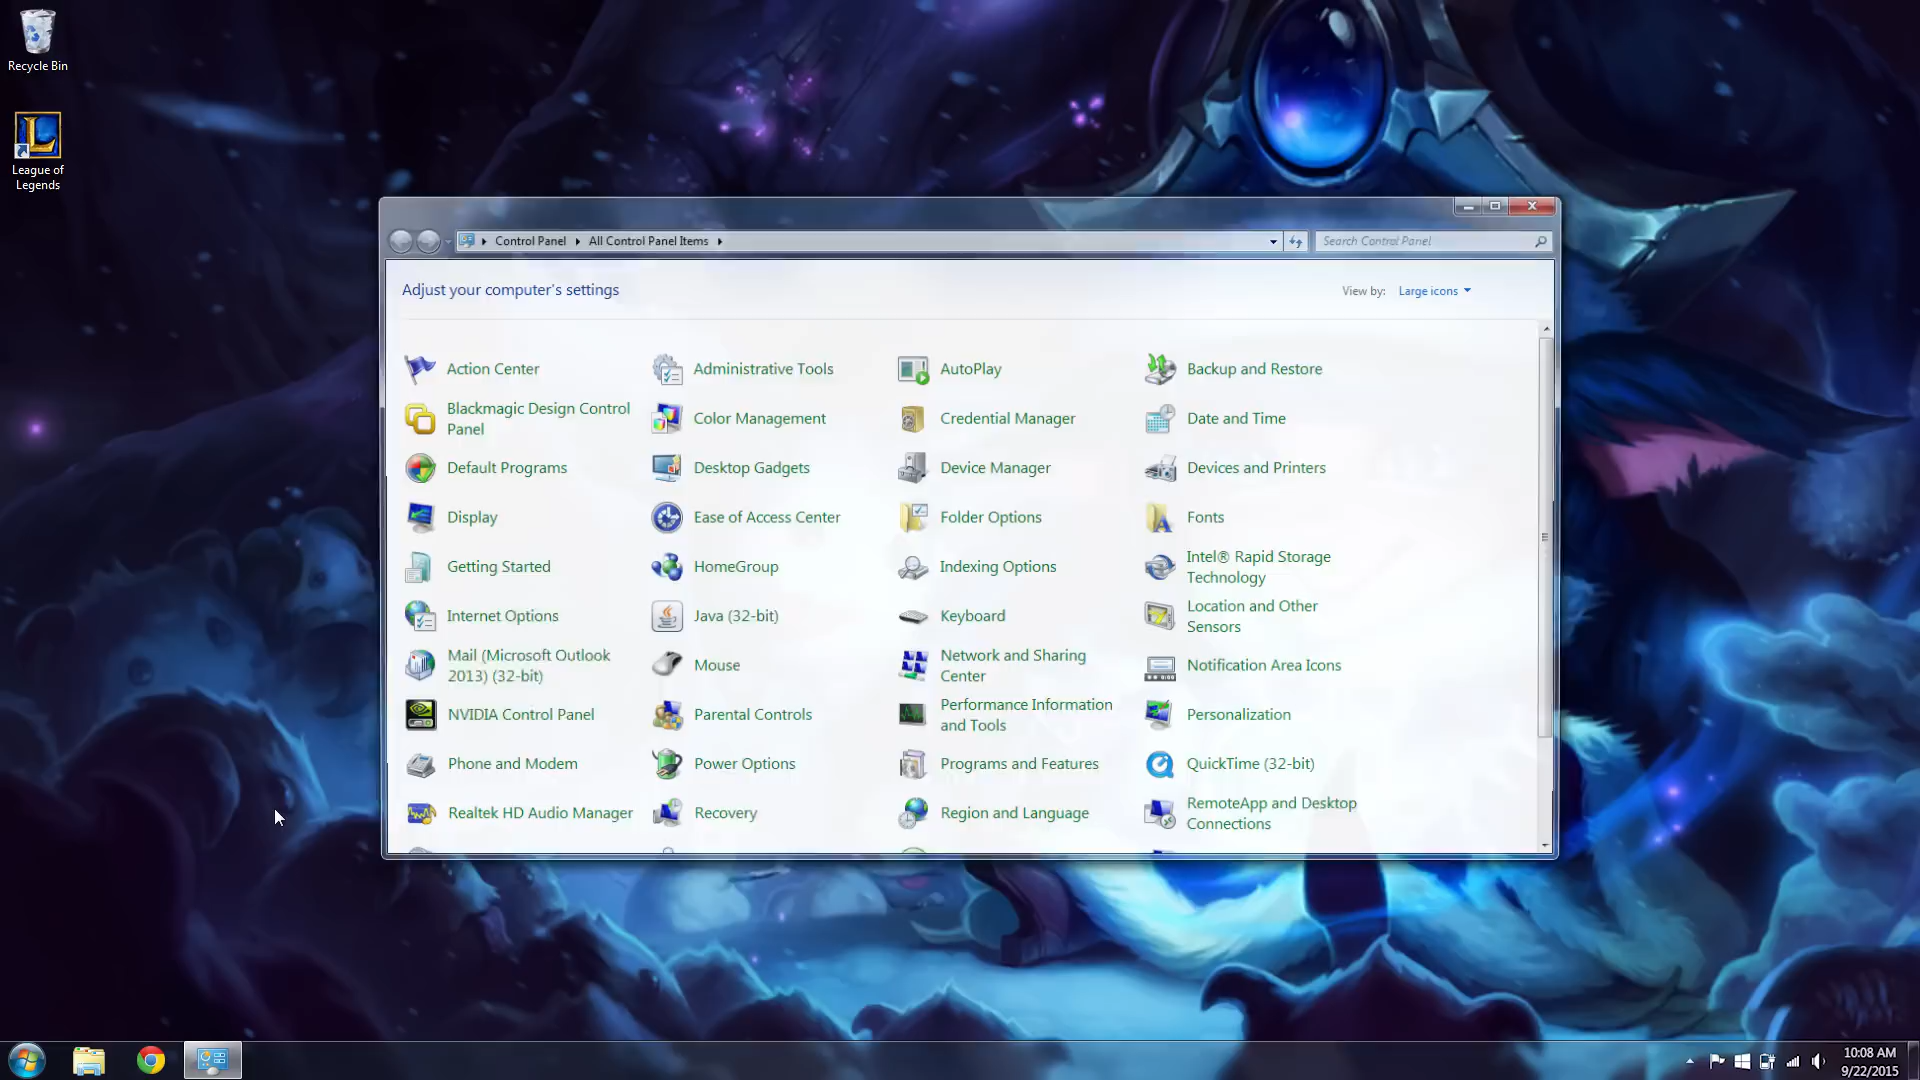 Recycle Bin
League of
Legends
Control Panel
All Control Panel Items
Search Control Panel
Adjust your computer's settings
View by:
Large icons
Action Center
Administrative Tools
AutoPlay
Backup and Restore
Blackmagic Design Control
Panel
Color Management
Credential Manager
Date and Time
Default Programs
Desktop Gadgets
Device Manager
Devices and Printers
Display
Ease of Access Center
Folder Options
Fonts
Getting Started
HomeGroup
Indexing Options
Intel® Rapid Storage
Technology
Internet Options
Java (32-bit)
Keyboard
Location and Other
Sensors
Mail (Microsoft Outlook
2013) (32-bit)
Mouse
Network and Sharing
Center
Notification Area Icons
NVIDIA Control Panel
Parental Controls
Performance Information
and Tools
Personalization
Phone and Modem
Power Options
Programs and Features
QuickTime (32-bit)
Realtek HD Audio Manager
Recovery
Region and Language
RemoteApp and Desktop
Connections
10:08 AM
9/22/2015